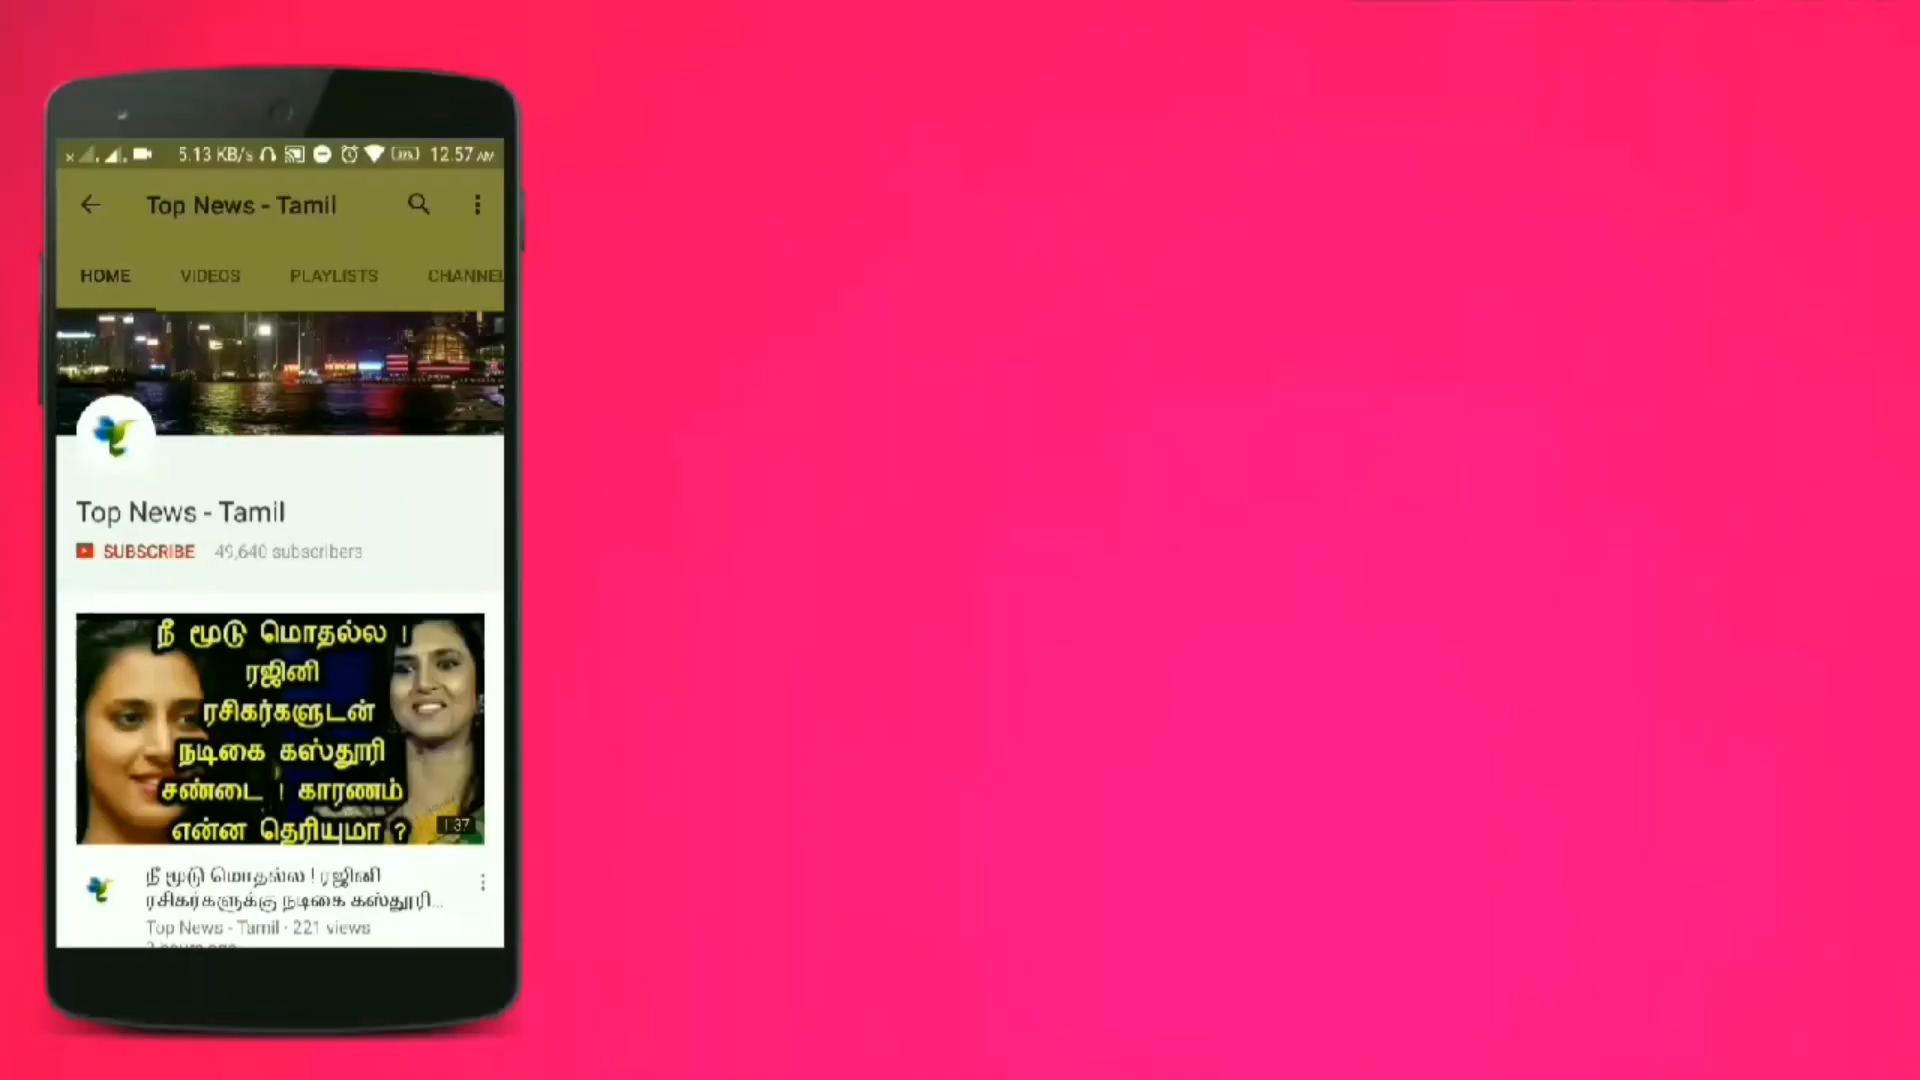 5.13 KB/s 12.57 AM
Top News - Tamil
HOME VIDEOS PLAYLISTS CHANNEL
Top News - Tamil
SUBSCRIBE 49,640 subscribers
நீ மூடு மொதல்ல !
ரஜினி
ரசிகர்களுடன்
நடிகை கஸ்தூரி
சண்டை ! காரணம்
என்ன தெரியுமா ?
1:37
நீ மூடு மொதல்ல ! ரஜினி
ரசிகர்களுக்கு நடிகை கஸ்தூரி...
Top News - Tamil · 221 views